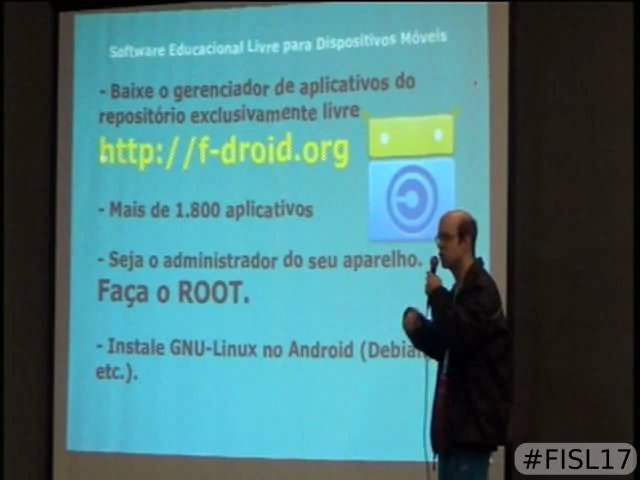 Software Educacional Livre para Dispositivos Móveis
- Baixe o gerenciador de aplicativos do
repositório exclusivamente livre
http://f-droid.org
- Mais de 1.800 aplicativos
- Seja o administrador do seu aparelho.
Faça o ROOT.
- Instale GNU-Linux no Android (Debian
etc.).
#FISL17